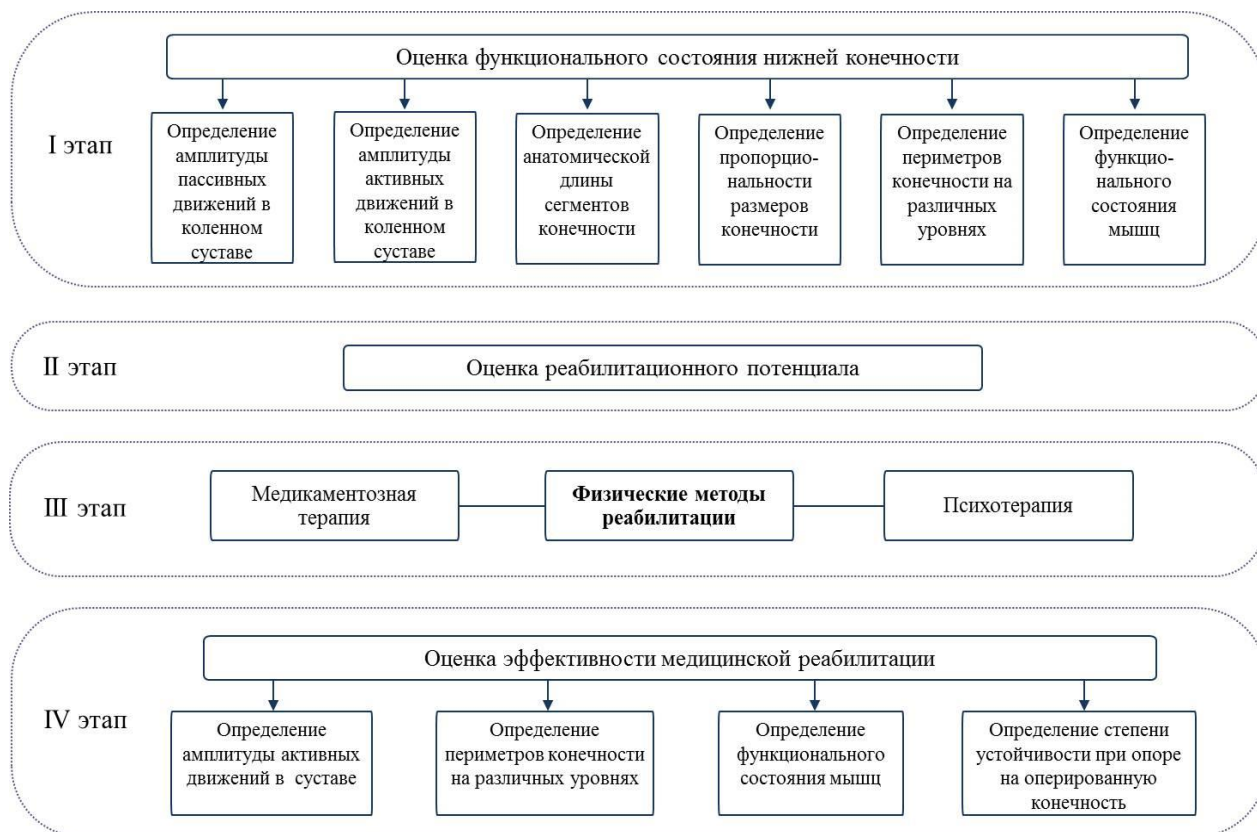 Оценка функционального состояния нижней конечности
I этап
Определение
амплитуды
пассивных
движений в
коленном
суставе
Определение
амплитуды
активных
движений в
коленном
суставе
Определение
анатомической
длины
сегментов
конечности
Определение
пропорцио-
нальности
размеров
конечности
Определение
периметров
конечности на
различных
уровнях
Определение
функцио-
нального
состояния
мышц
II этап
Оценка реабилитационного потенциала
III этап
Медикаментозная
терапия
Физические методы
реабилитации
Психотерапия
Оценка эффективности медицинской реабилитации
IV этап
Определение
амплитуды активных
движений в суставе
Определение
периметров конечности
на различных уровнях
Определение
функционального
состояния мышц
Определение степени
устойчивости при опоре
на оперированную
конечность